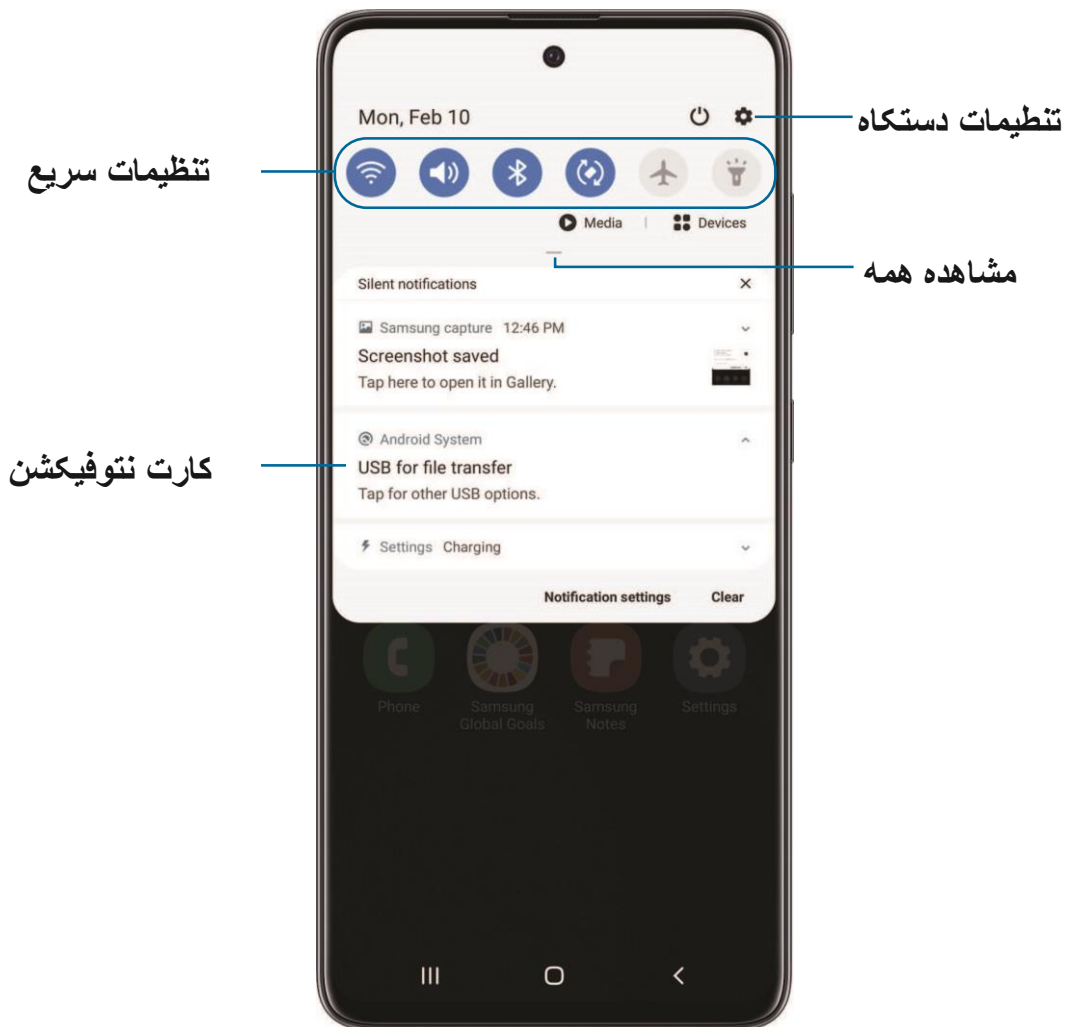 Mon, Feb 10
تنطیمات دستکاه
تنظیمات سریع
Media | Devices
مشاهده همه
Silent notifications
Samsung capture 12:46 PM
Screenshot saved
Tap here to open it in Gallery.
Android System
USB for file transfer
کارت نتوفیکشن
Tap for other USB options.
Settings Charging
Notification settings Clear
Phone Samsung Global Goals Samsung Notes Settings